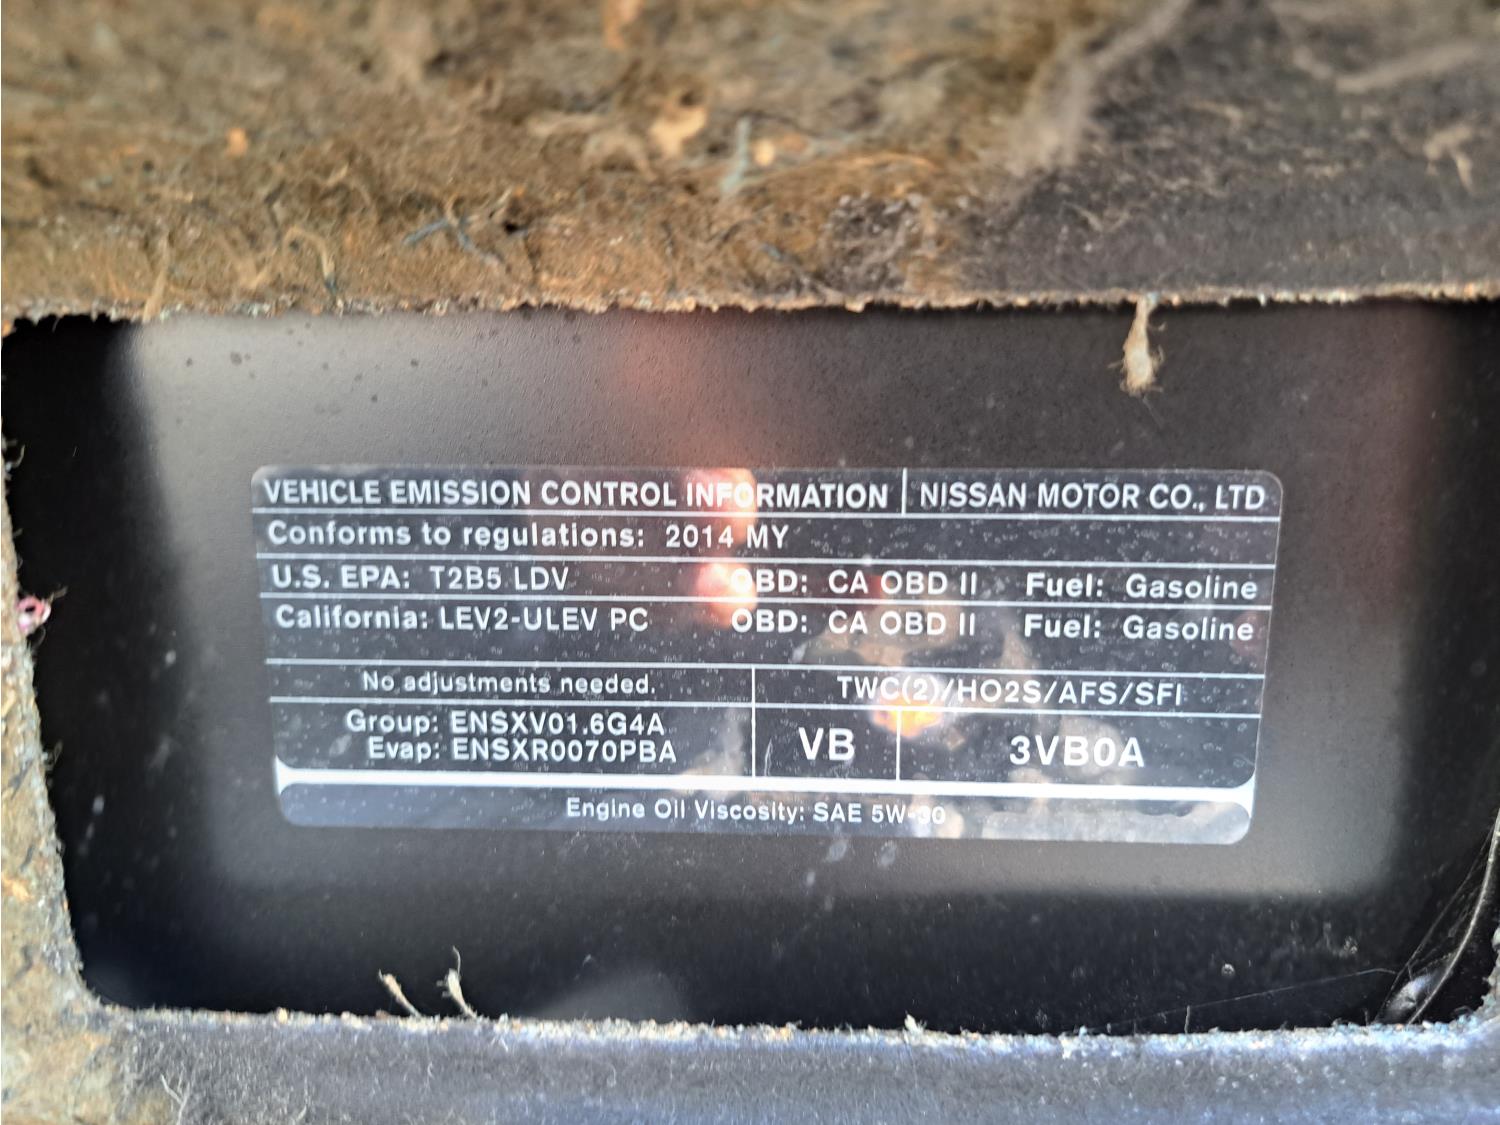 VEHICLE EMISSION CONTROL INFORMATION NISSAN MOTOR CO., LTD
Conforms to regulations: 2014 MY
U.S. EPA: T2B5 LDV OBD: CA OBD II Fuel: Gasoline
California: LEV2-ULEV PC OBD: CA OBD II Fuel: Gasoline
No adjustments needed. TWC(2)/HO2S/AFS/SFI
Group: ENSXV01.6G4A
Evap: ENSXR0070PBA
VB 3VB0A
Engine Oil Viscosity: SAE 5W-30